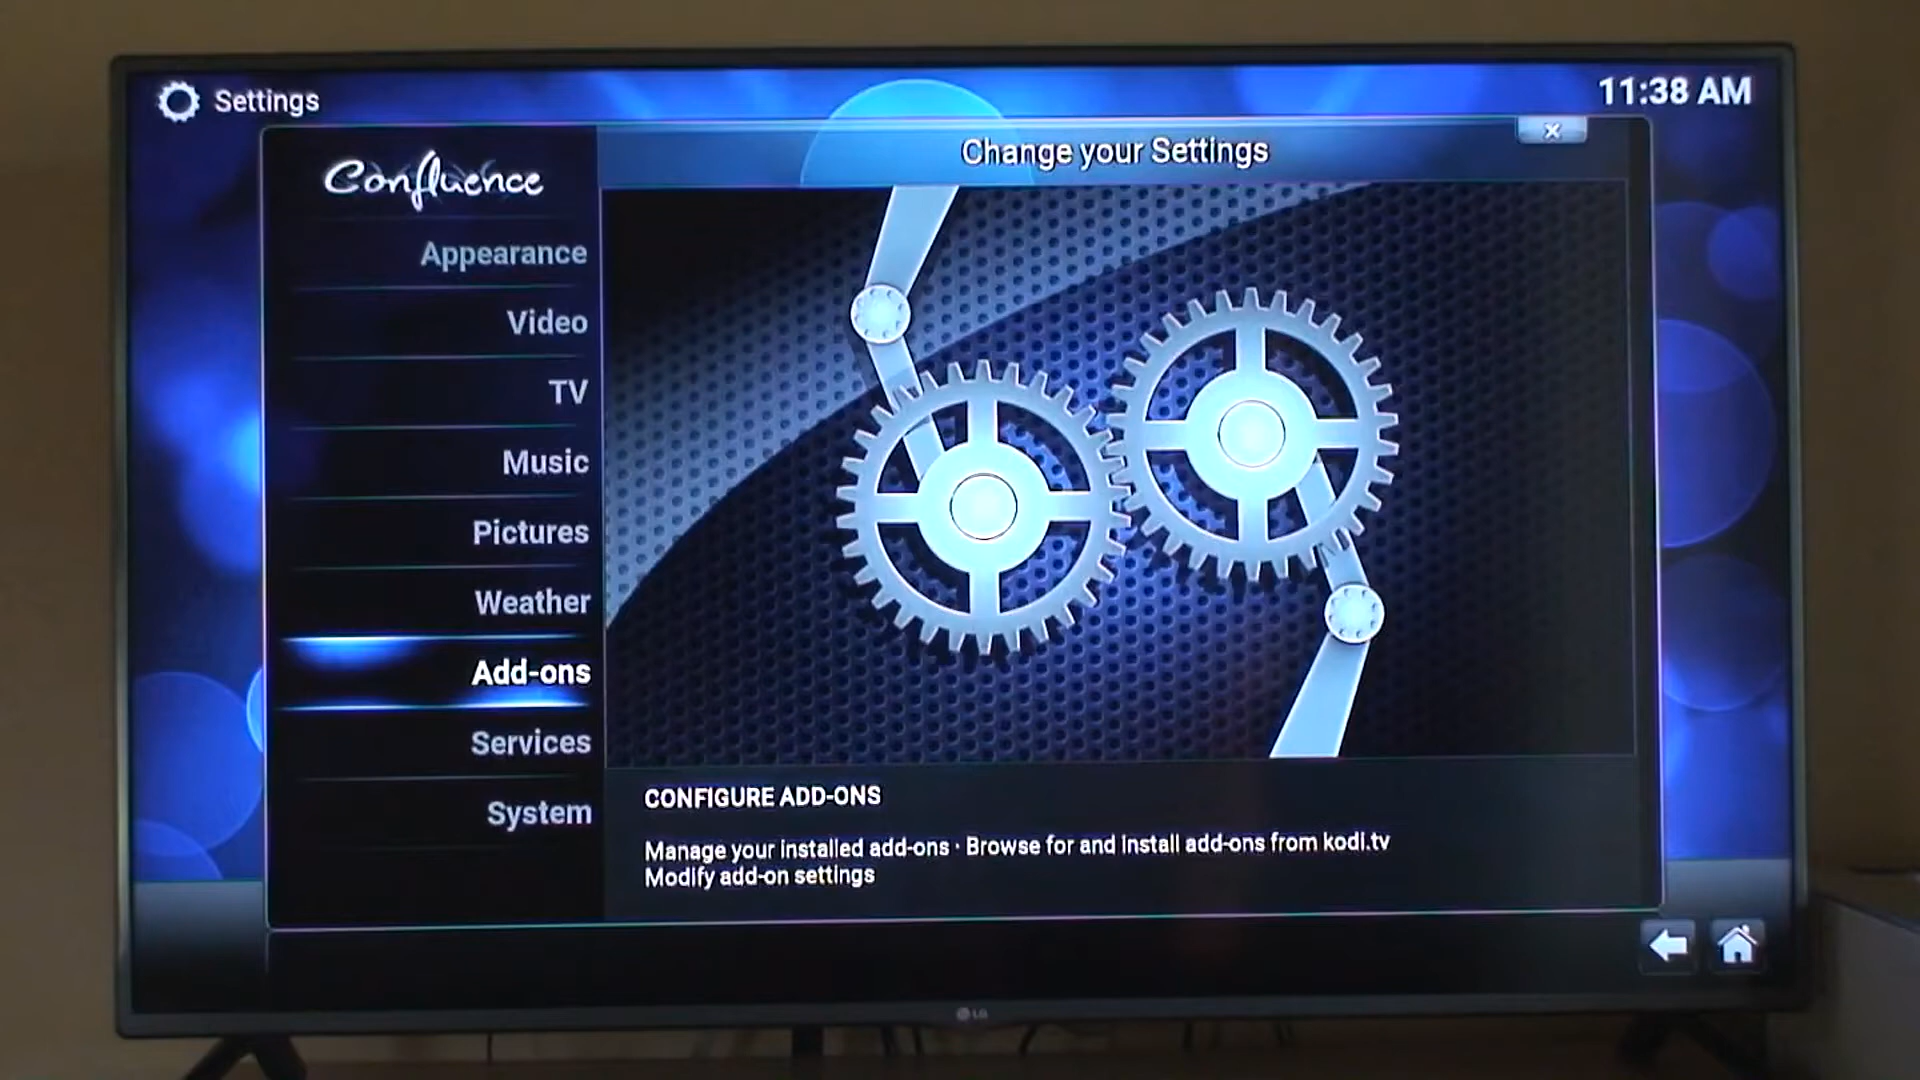 Settings
11:38 AM
Confluence
Change your Settings
Appearance
Video
TV
Music
Pictures
Weather
Add-ons
Services
System
CONFIGURE ADD-ONS
Manage your installed add-ons · Browse for and install add-ons from kodi.tv
Modify add-on settings
LG